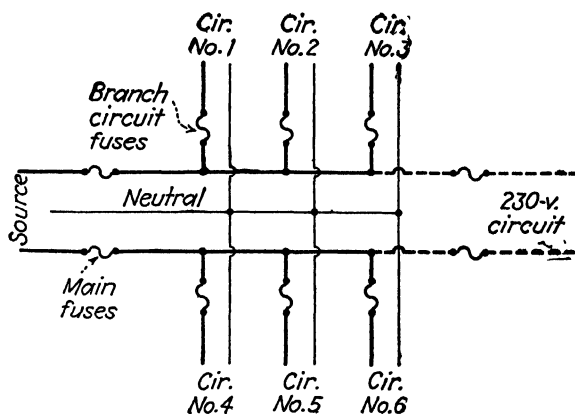 Cir.
No.1
Cir.
No.2
Cir.
No.3
Branch
circuit
fuses
Source
Neutral
230-v.
circuit
Main
fuses
Cir.
No.4
Cir.
No.5
Cir.
No.6